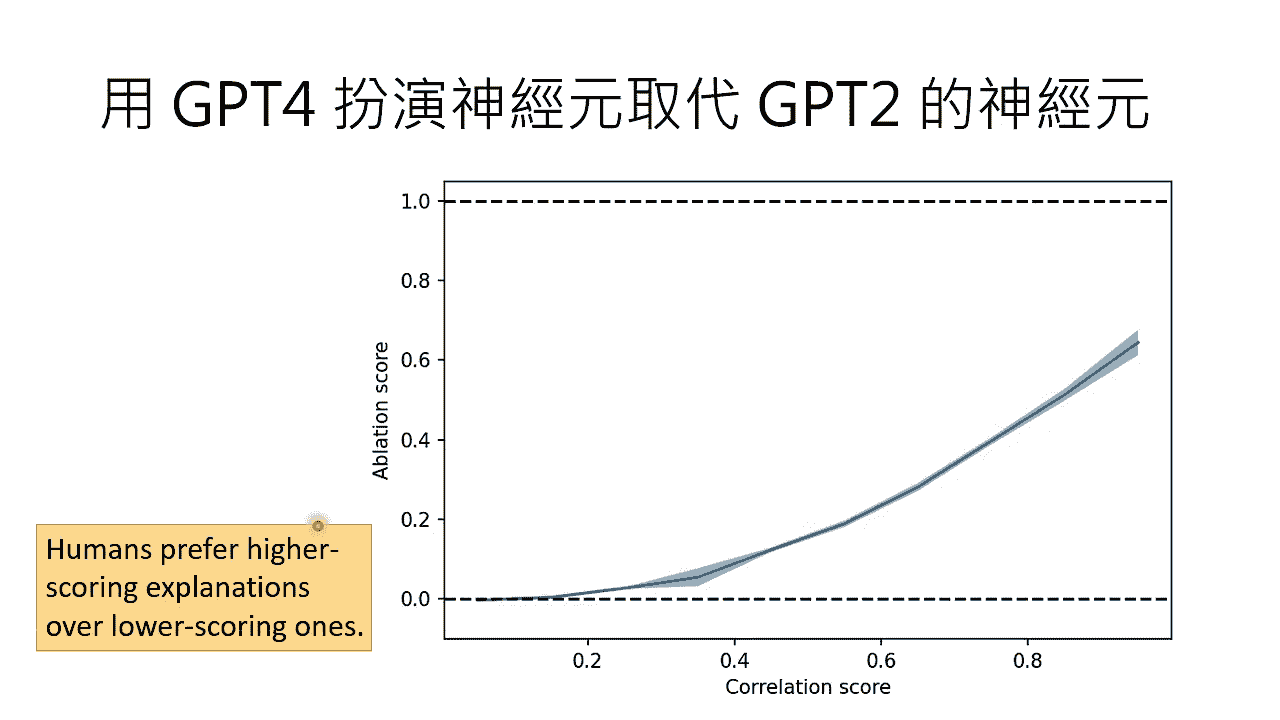 用 GPT4 扮演神經元取代 GPT2 的神經元
1.0
0.8
0.6
0.4
0.2
0.0
Ablation score
0.2 0.4 0.6 0.8
Correlation score
Humans prefer higher-
scoring explanations
over lower-scoring ones.